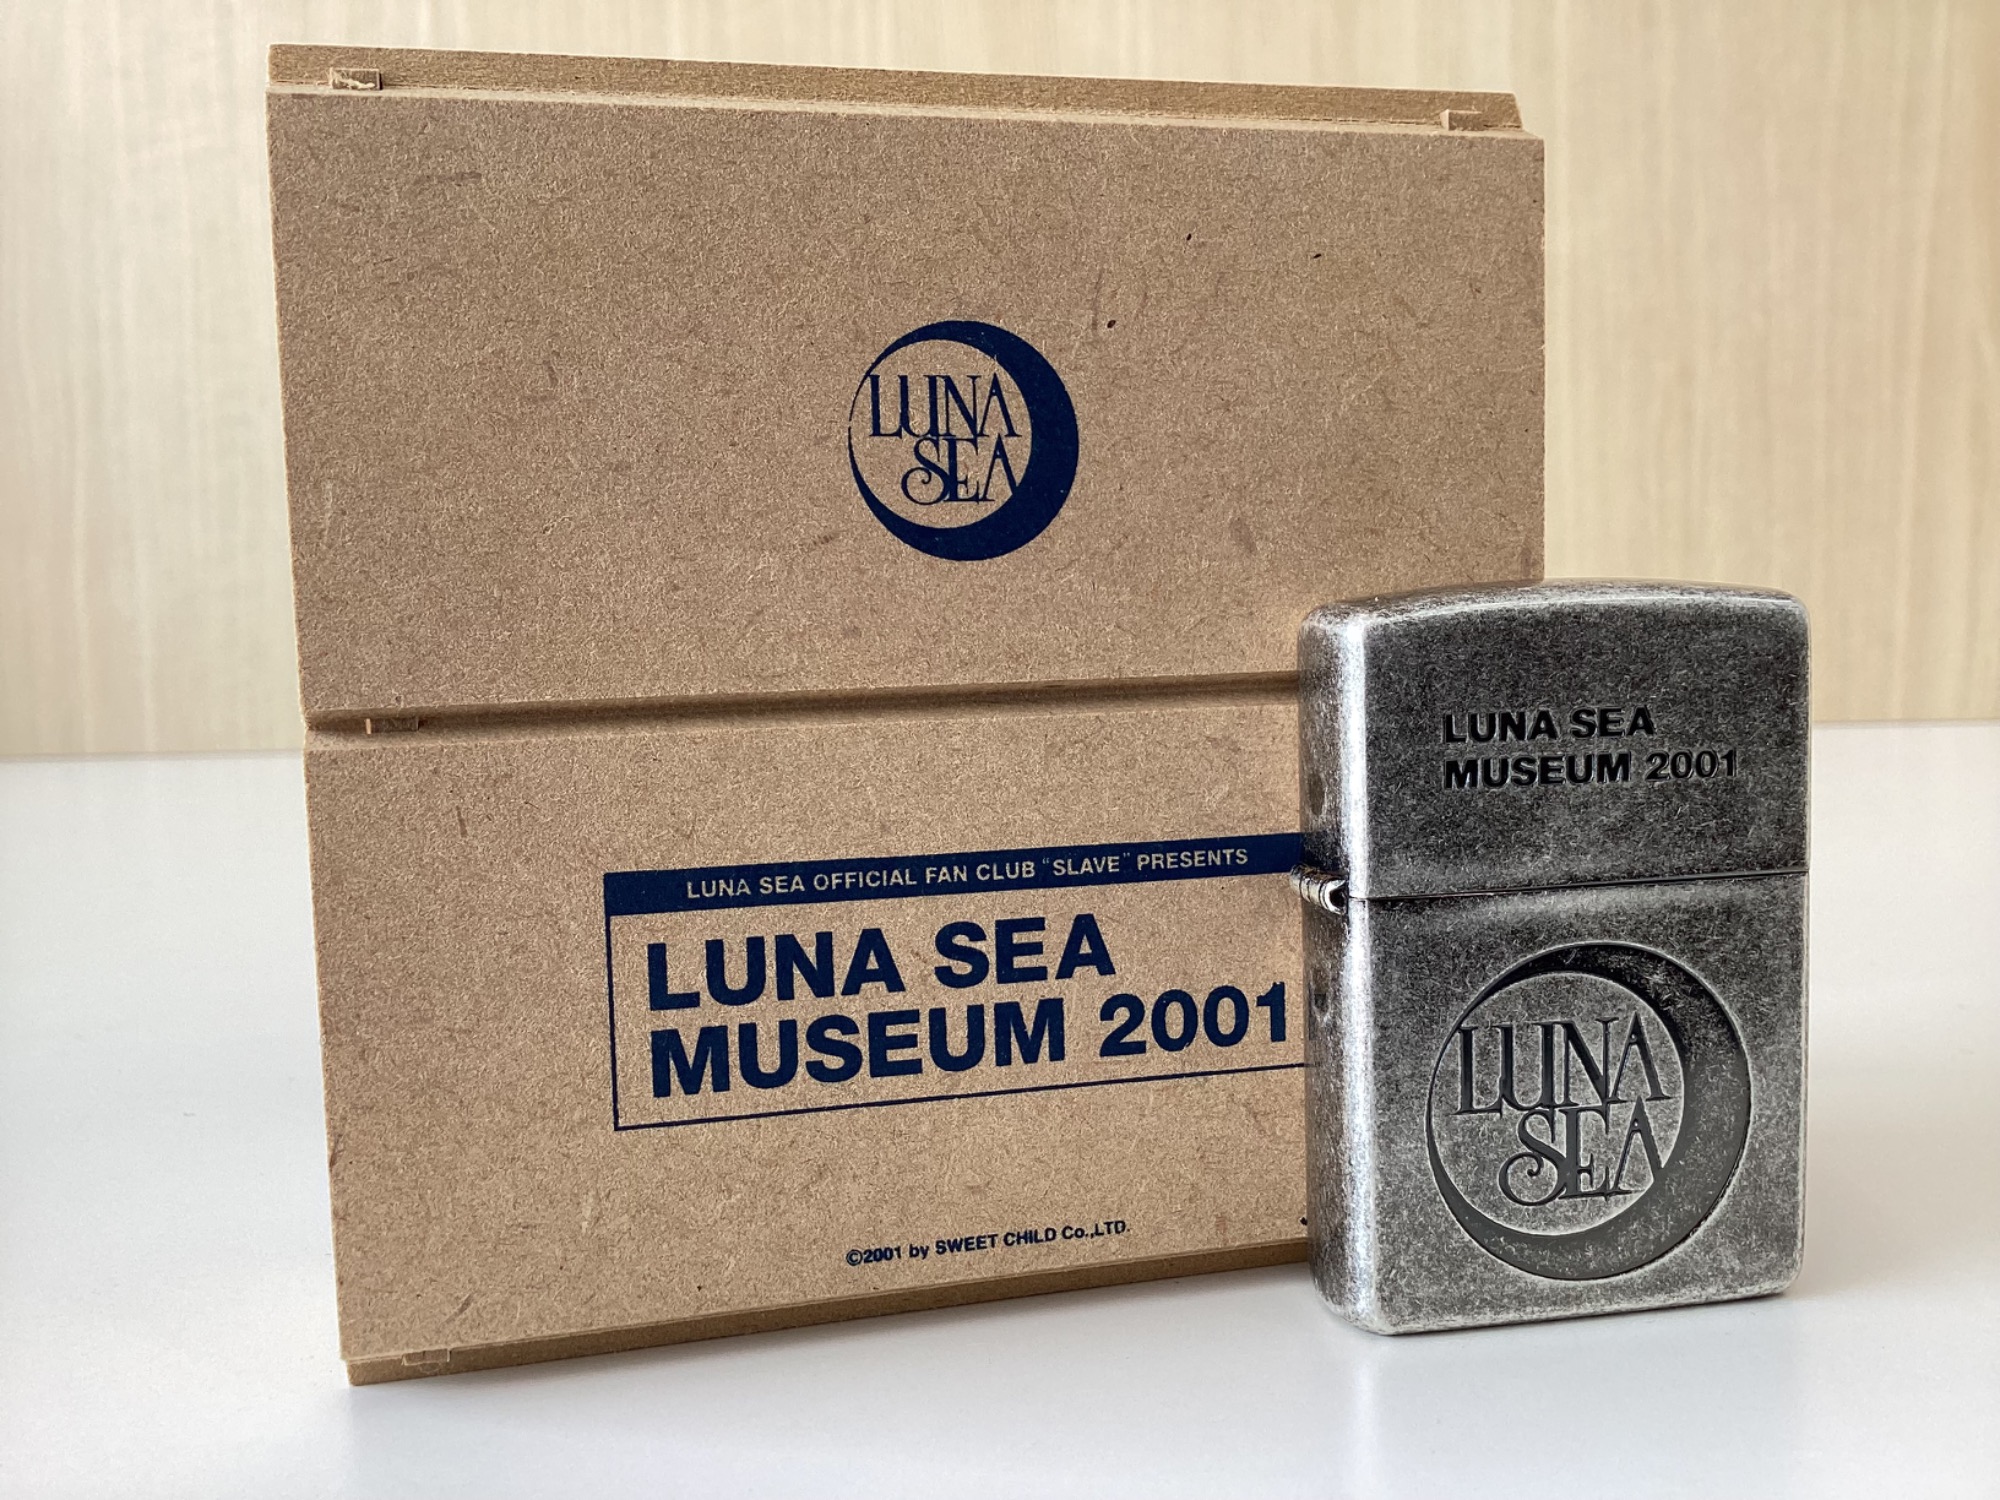 LUNA
SEA
LUNA SEA OFFICIAL FAN CLUB "SLAVE" PRESENTS
LUNA SEA
MUSEUM 2001
©2001 by SWEET CHILD Co.,LTD.
LUNA SEA
MUSEUM 2001
LUNA
SEA